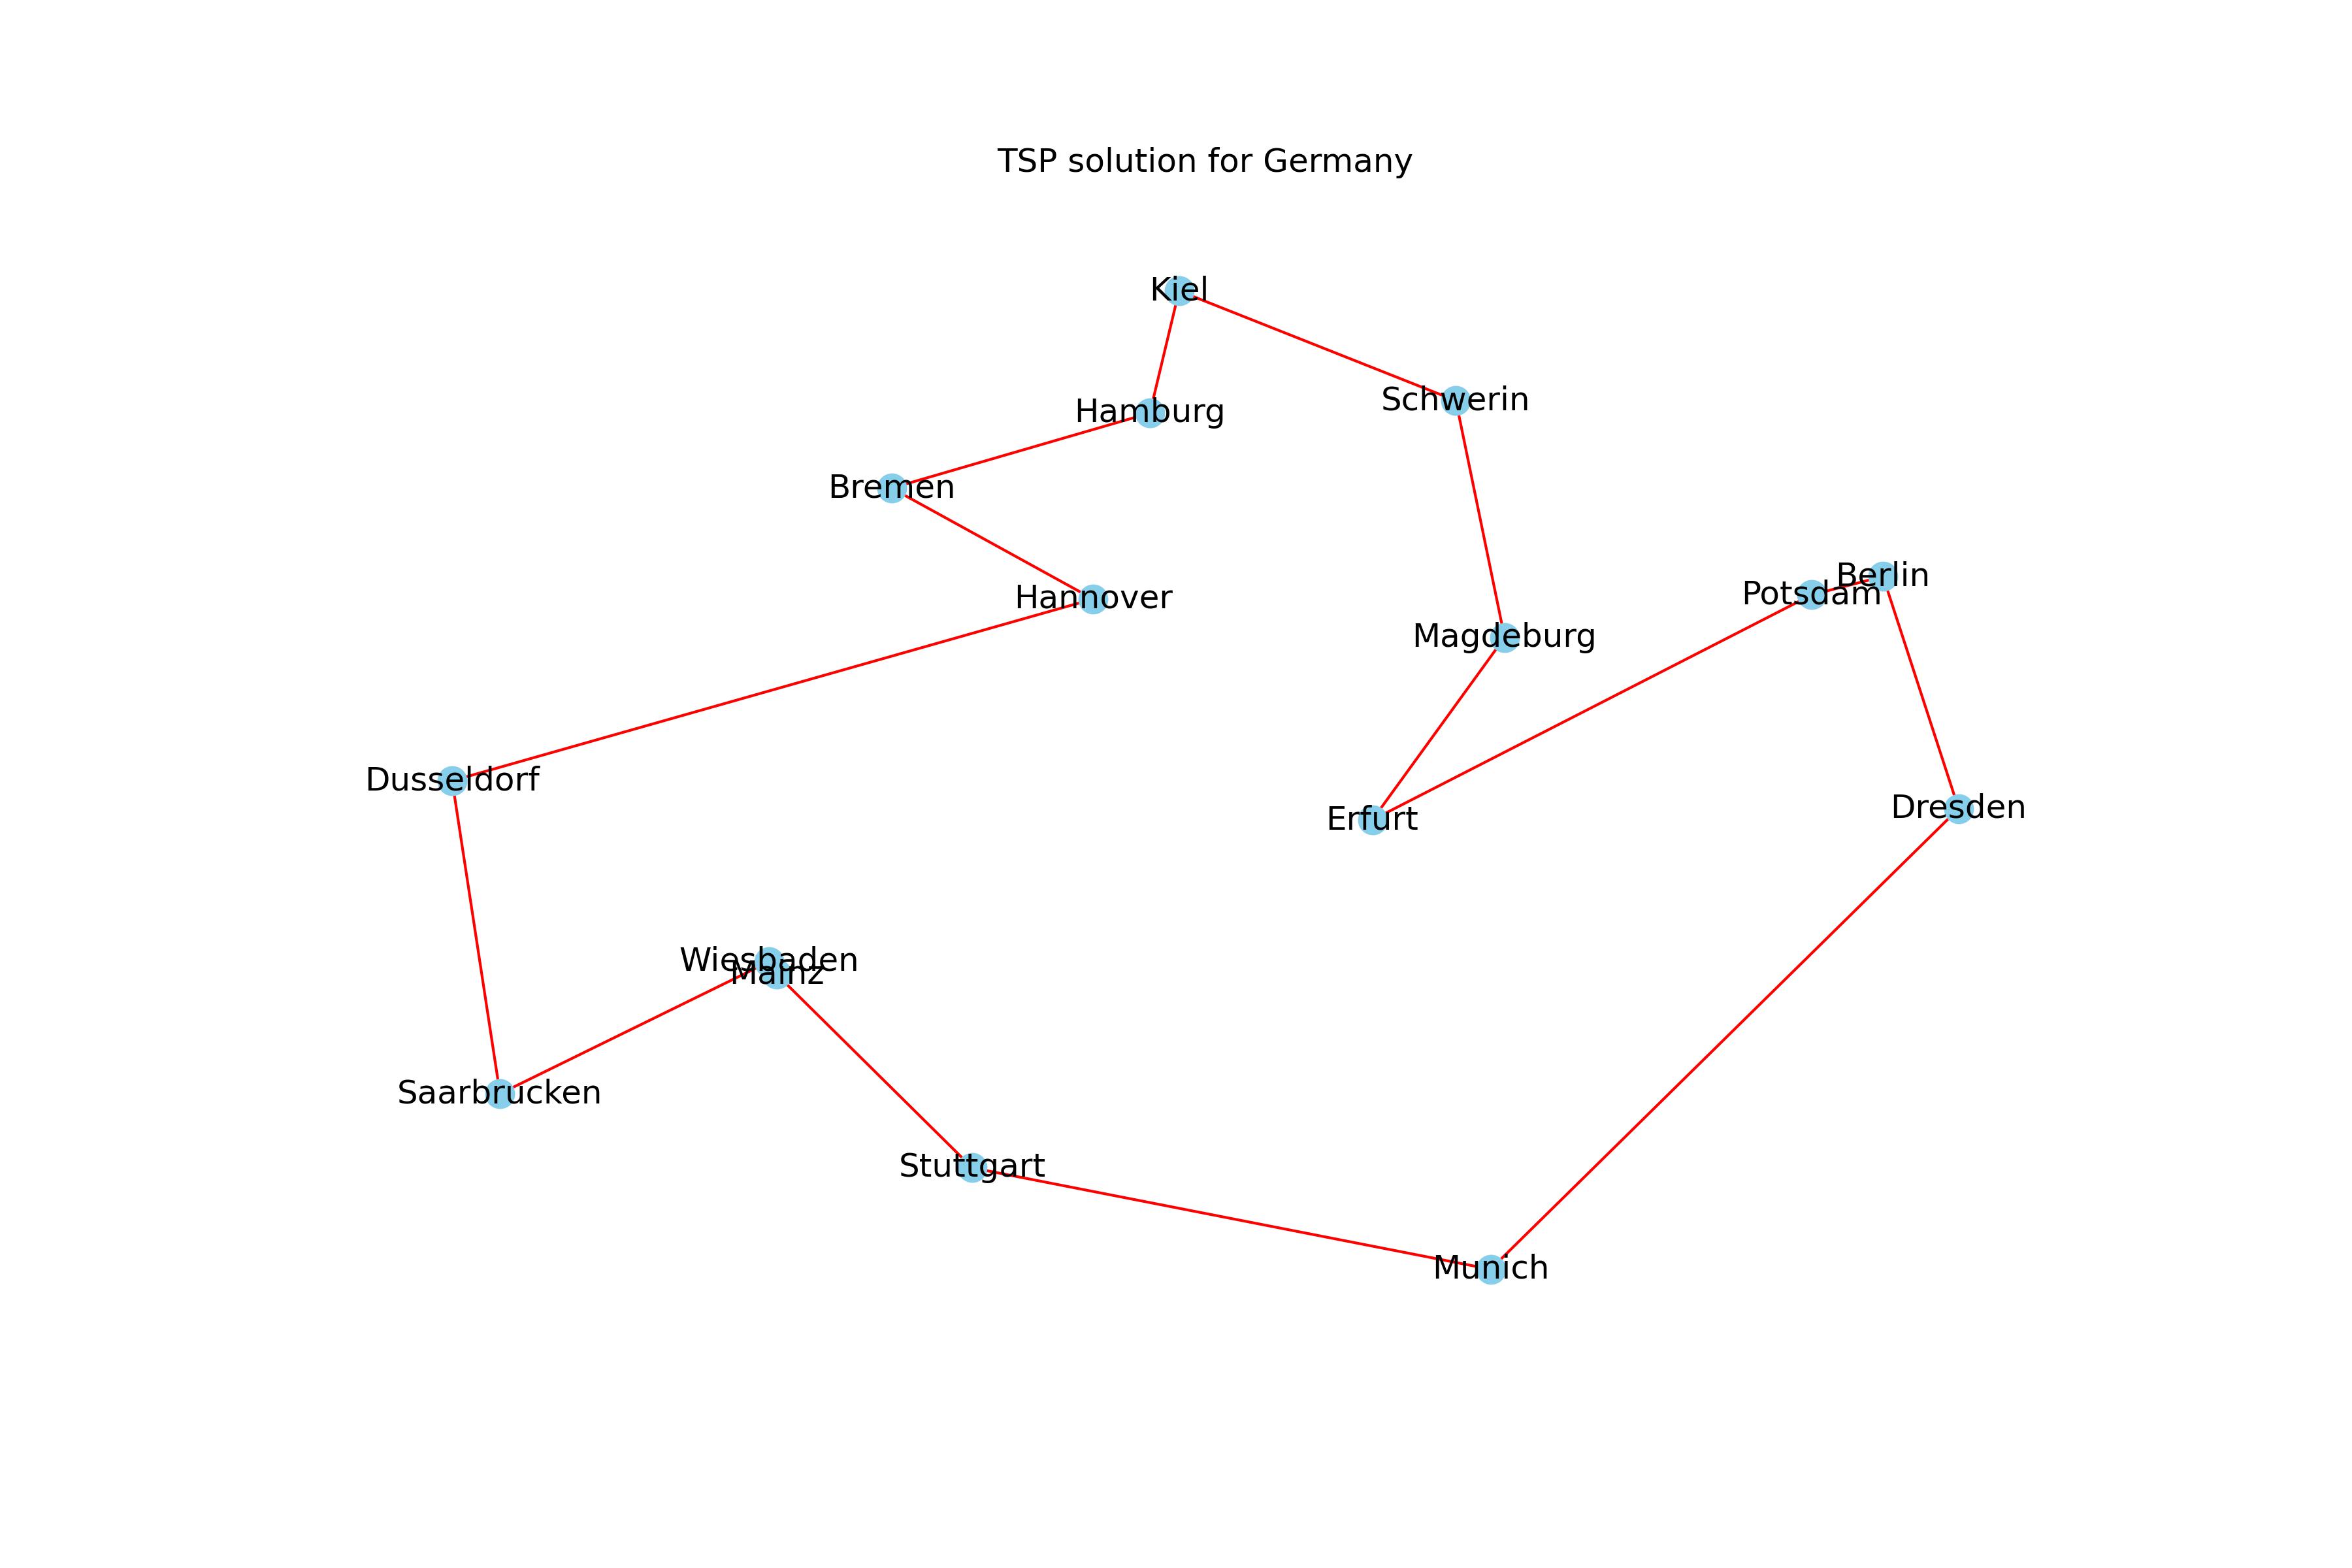 TSP solution for Germany
Kiel
Schwerin
Hamburg
Bremen
Berlin
Potsdam
Hannover
Magdeburg
Dusseldorf
Dresden
Erfurt
Wiesbaden
Mainz
Saarbrucken
Stuttgart
Munich